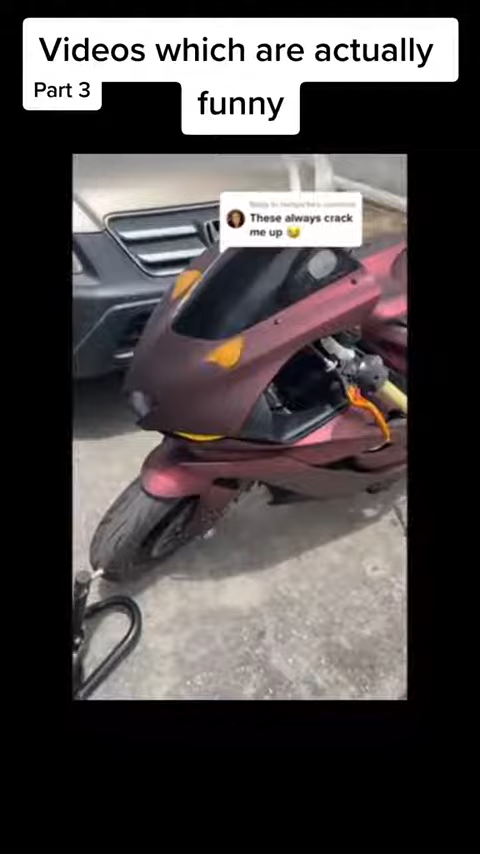 Videos which are actually
funny
Part 3
These always crack
me up 😂